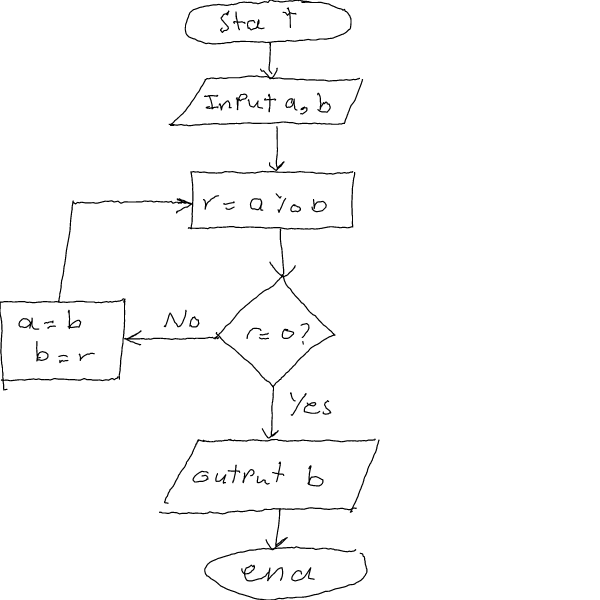 Sta t
Input a, b
r = a % b
r = 0?
No
a = b
b = r
Yes
output b
end